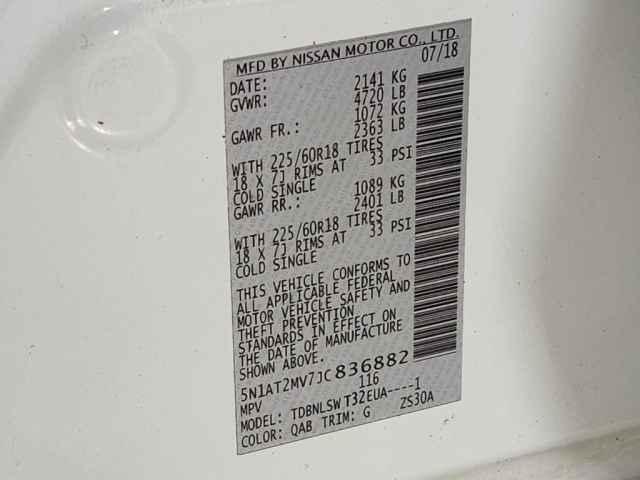 MFD BY NISSAN MOTOR CO., LTD.
DATE: 07/18
GVWR: 2141 KG
4720 LB
GAWR FR.: 1072 KG
2363 LB
WITH 225/60R18 TIRES
18 X 7J RIMS AT 33 PSI
COLD SINGLE
GAWR RR.: 1089 KG
2401 LB
WITH 225/60R18 TIRES
18 X 7J RIMS AT 33 PSI
COLD SINGLE
THIS VEHICLE CONFORMS TO
ALL APPLICABLE FEDERAL
MOTOR VEHICLE SAFETY AND
THEFT PREVENTION
STANDARDS IN EFFECT ON
THE DATE OF MANUFACTURE
SHOWN ABOVE.
5N1AT2MV7JC836882
MPV 116
MODEL: TDBNLSWT32EUA----1
COLOR: QAB TRIM: G ZS30A